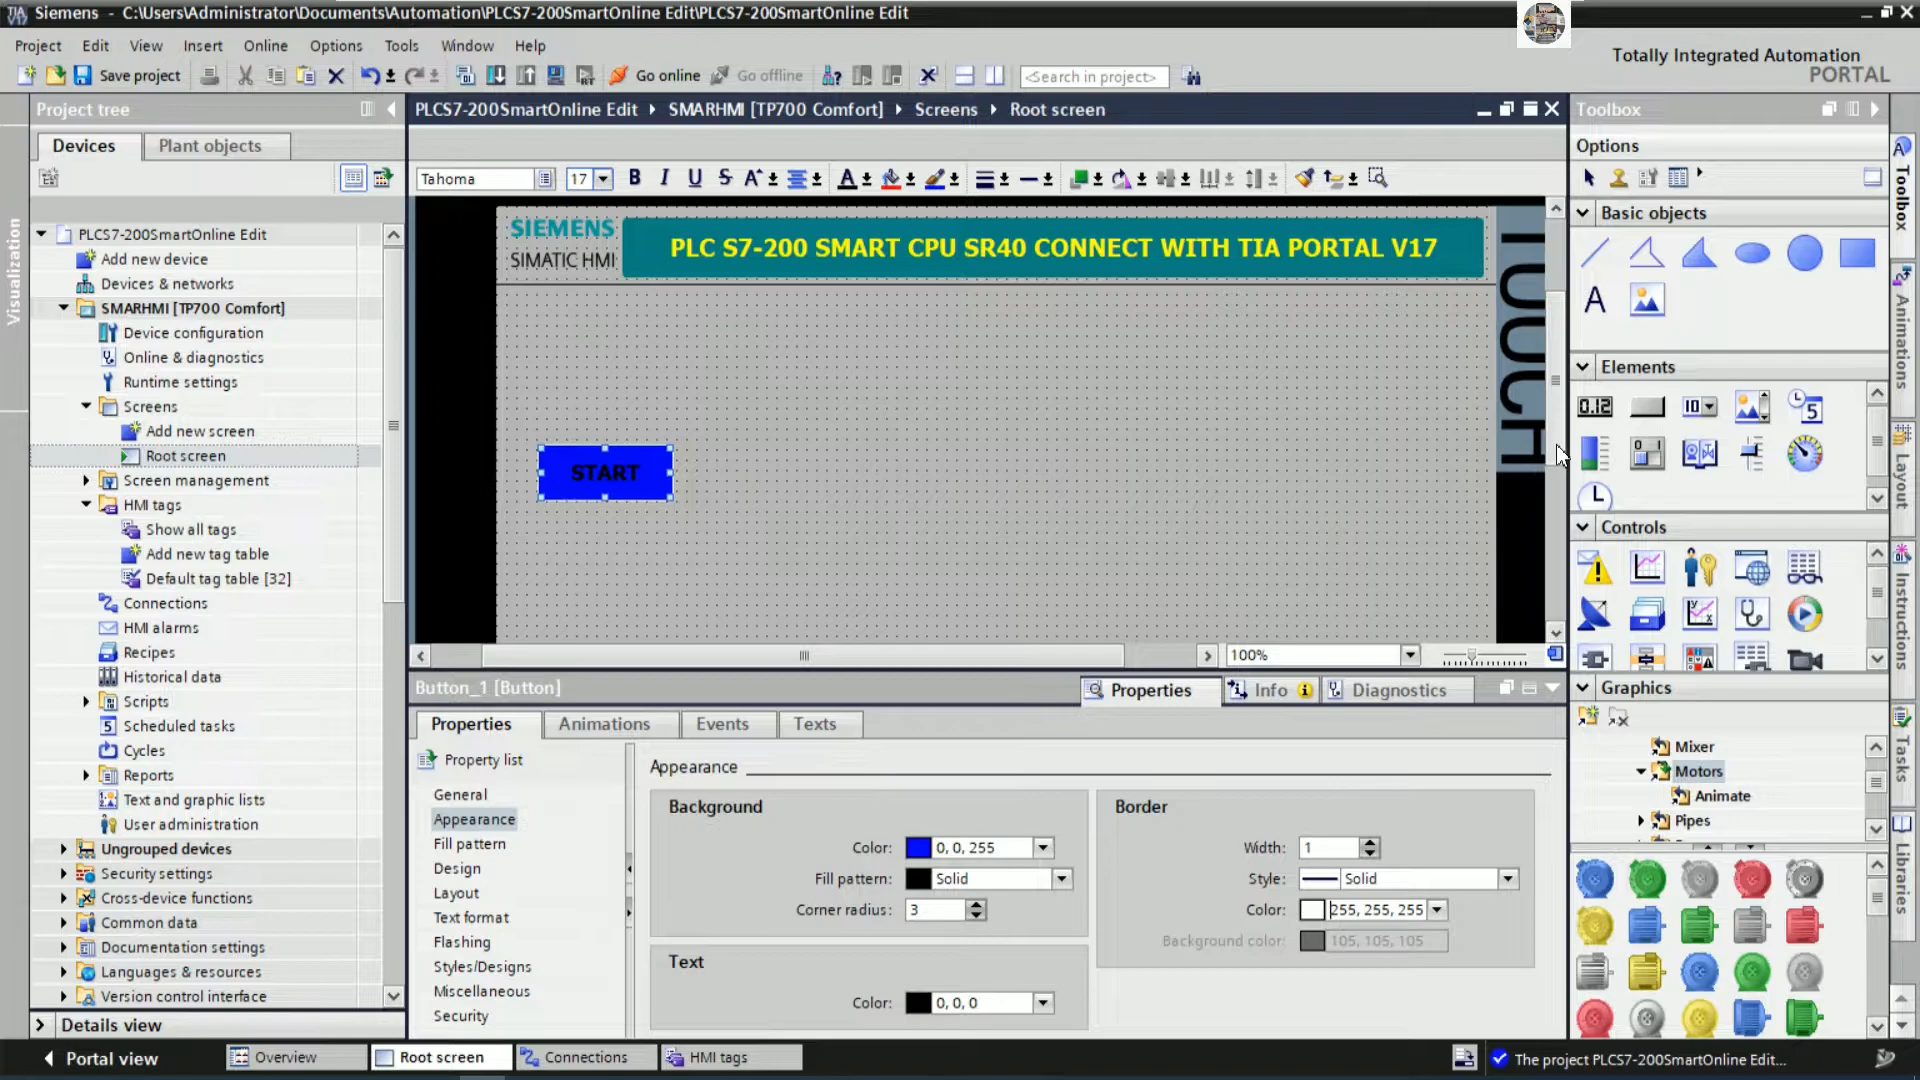 Siemens - C:\Users\Administrator\Documents\Automation\PLCS7-200SmartOnline Edit\PLCS7-200SmartOnline Edit
Project Edit View Insert Online Options Tools Window Help
Totally Integrated Automation
PORTAL
Save project
Go online
Go offline
<Search in project>
Project tree
PLCS7-200SmartOnline Edit
SMARHMI [TP700 Comfort]
Screens
Root screen
Toolbox
Devices
Plant objects
Options
Tahoma
17
B I U S
PLCS7-200SmartOnline Edit
Add new device
Devices & networks
SMARHMI [TP700 Comfort]
Device configuration
Online & diagnostics
Runtime settings
Screens
Add new screen
Root screen
Screen management
HMI tags
Show all tags
Add new tag table
Default tag table [32]
Connections
HMI alarms
Recipes
Historical data
Scripts
Scheduled tasks
Cycles
Reports
Text and graphic lists
User administration
Ungrouped devices
Security settings
Cross-device functions
Common data
Documentation settings
Languages & resources
Version control interface
Details view
Visualization
SIEMENS
SIMATIC HMI
PLC S7-200 SMART CPU SR40 CONNECT WITH TIA PORTAL V17
TOUCH
START
100%
Button_1 [Button]
Properties
Info
Diagnostics
Properties
Animations
Events
Texts
Property list
General
Appearance
Fill pattern
Design
Layout
Text format
Flashing
Styles/Designs
Miscellaneous
Security
Appearance
Background
Color: 0, 0, 255
Fill pattern: Solid
Corner radius: 3
Text
Color: 0, 0, 0
Border
Width: 1
Style: Solid
Color: 255, 255, 255
Background color: 105, 105, 105
Basic objects
A
Elements
0.12
10
5
Controls
Graphics
Mixer
Motors
Animate
Pipes
Toolbox
Animations
Layout
Instructions
Tasks
Libraries
Portal view
Overview
Root screen
Connections
HMI tags
The project PLCS7-200SmartOnline Edit...